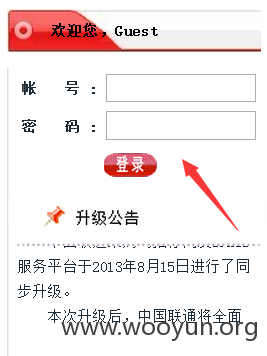 欢迎您，Guest
帐 号：
密 码：
登录
升级公告
服务平台于2013年8月15日进行了同
步升级。
本次升级后，中国联通将全面
www.wooyun.org